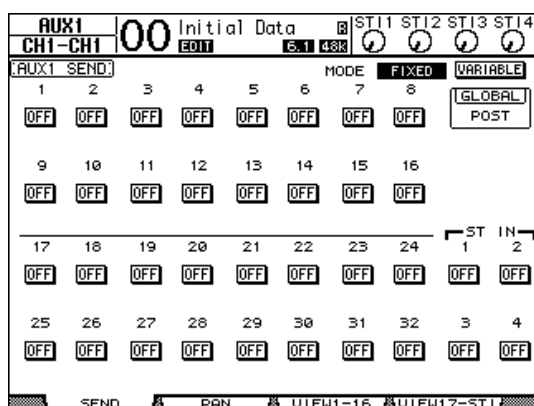 AUX1 00 Initial Data R ST1 ST2 ST3 ST4
CH1-CH1 EDIT 6.1 48K
AUX1 SEND MODE FIXED VARIABLE
1 2 3 4 5 6 7 8 GLOBAL
OFF OFF OFF OFF OFF OFF OFF OFF POST
9 10 11 12 13 14 15 16
OFF OFF OFF OFF OFF OFF OFF OFF
ST IN
17 18 19 20 21 22 23 24 1 2
OFF OFF OFF OFF OFF OFF OFF OFF OFF OFF
25 26 27 28 29 30 31 32 3 4
OFF OFF OFF OFF OFF OFF OFF OFF OFF OFF
SEND PAN VIEW1-16 VIEW17-STI